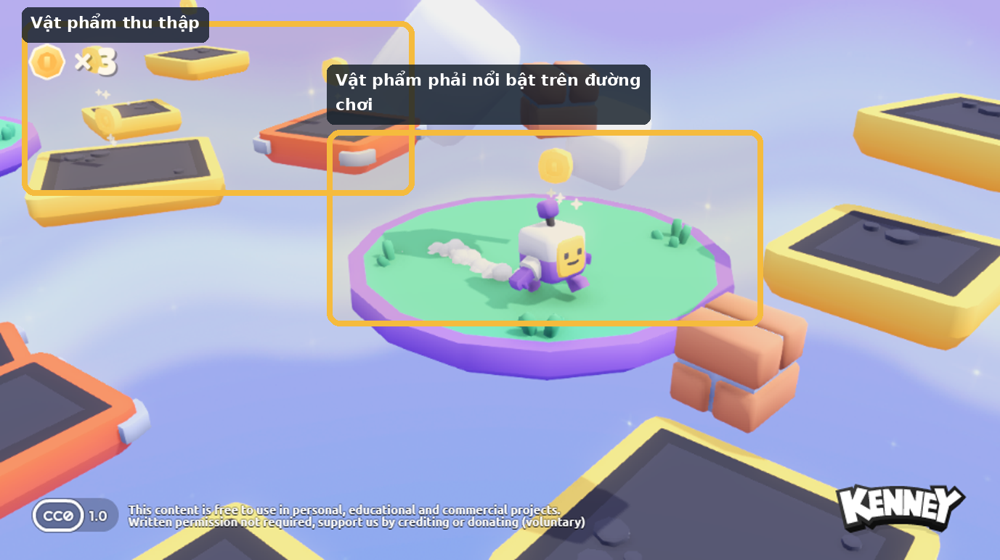 Vật phẩm thu thập
×3
Vật phẩm phải nổi bật trên đường
chơi
1.0
This content is free to use in personal, educational and commercial projects.
Written permission not required, support us by crediting or donating (voluntary)
CC0
KENNEY